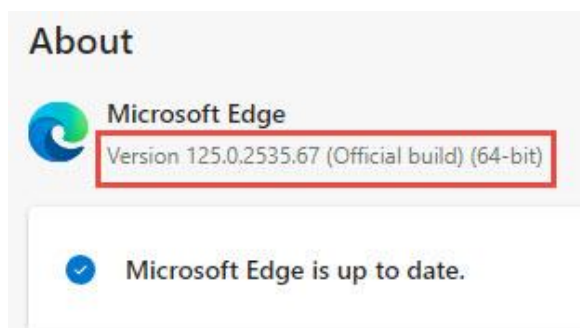 About
Microsoft Edge
Version 125.0.2535.67 (Official build) (64-bit)
Microsoft Edge is up to date.